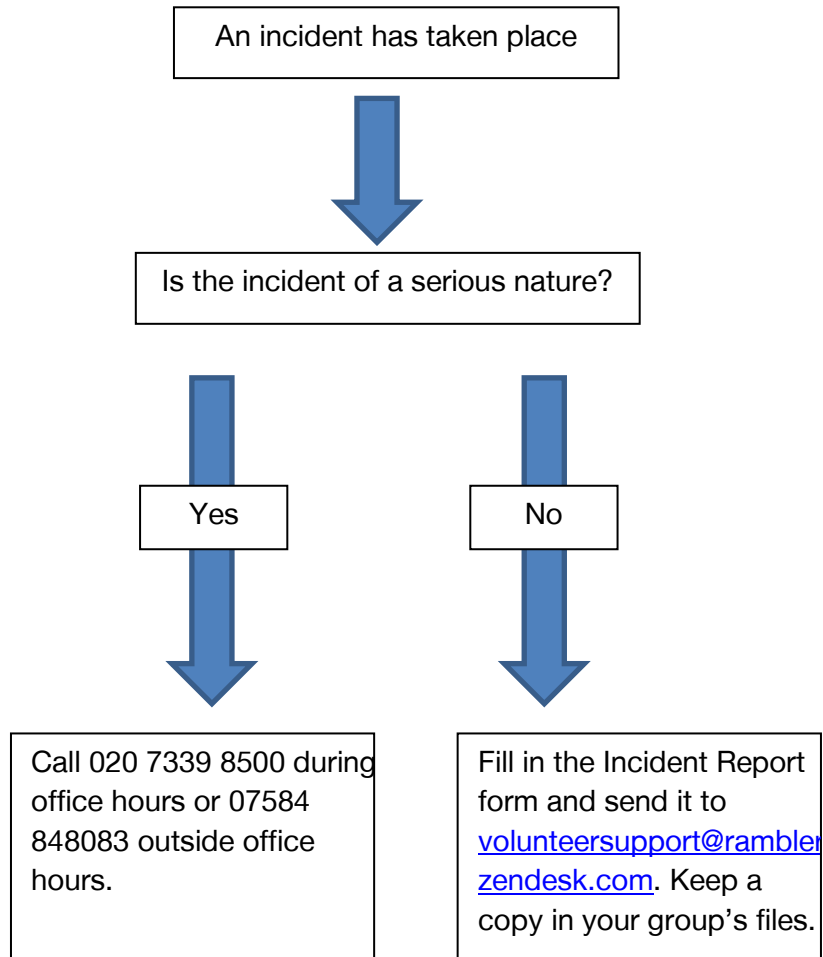 An incident has taken place
Is the incident of a serious nature?
Yes
No
Call 020 7339 8500 during
office hours or 07584
848083 outside office
hours.
Fill in the Incident Report
form and send it to
volunteersupport@rambler
zendesk.com. Keep a
copy in your group’s files.